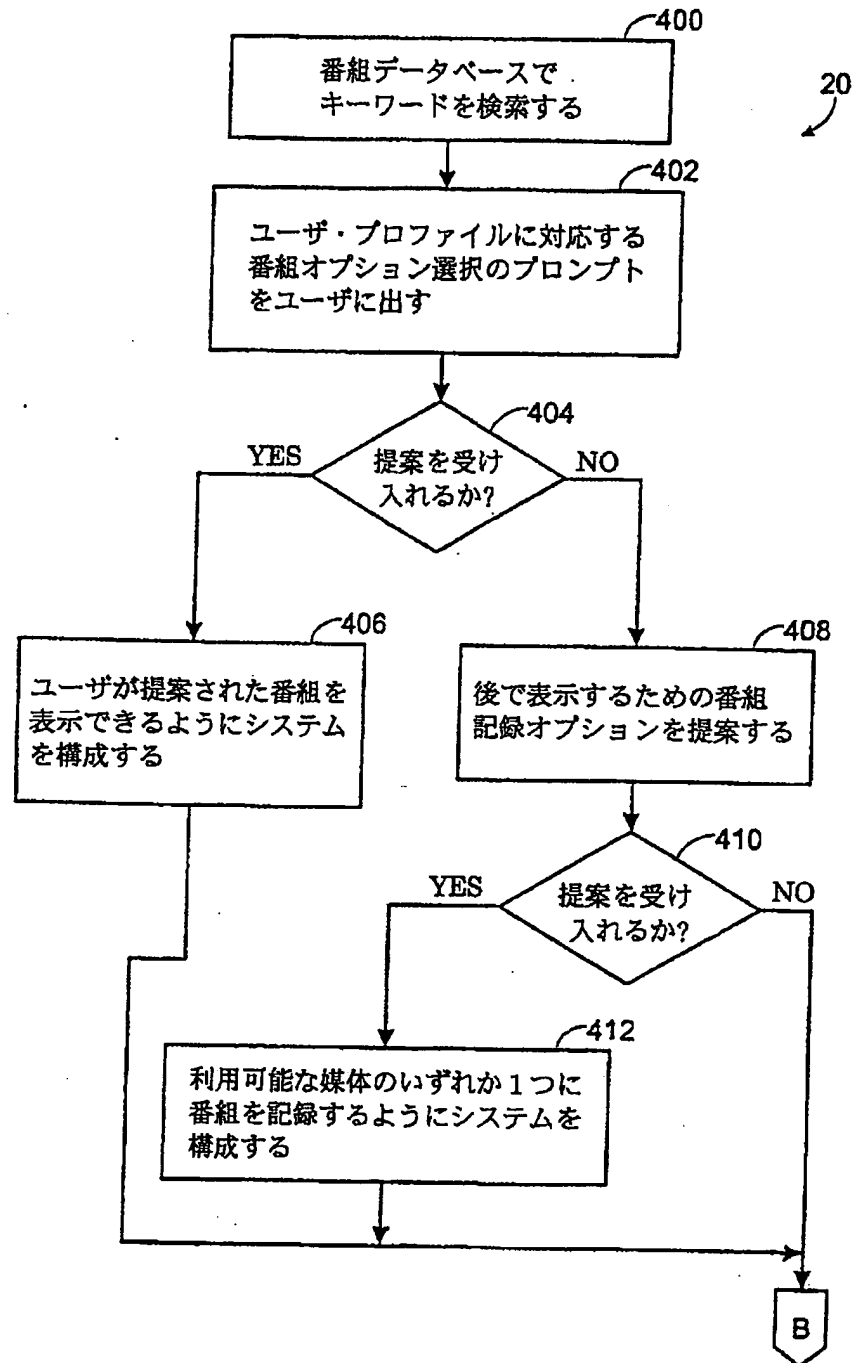 400
番組データベースで
キーワードを検索する
20
402
ユーザ・プロファイルに対応する
番組オプション選択のプロンプト
をユーザに出す
404
YES
提案を受け
入れるか?
NO
406
ユーザが提案された番組を
表示できるようにシステム
を構成する
408
後で表示するための番組
記録オプションを提案する
410
YES
提案を受け
入れるか?
NO
412
利用可能な媒体のいずれか1つに
番組を記録するようにシステムを
構成する
B